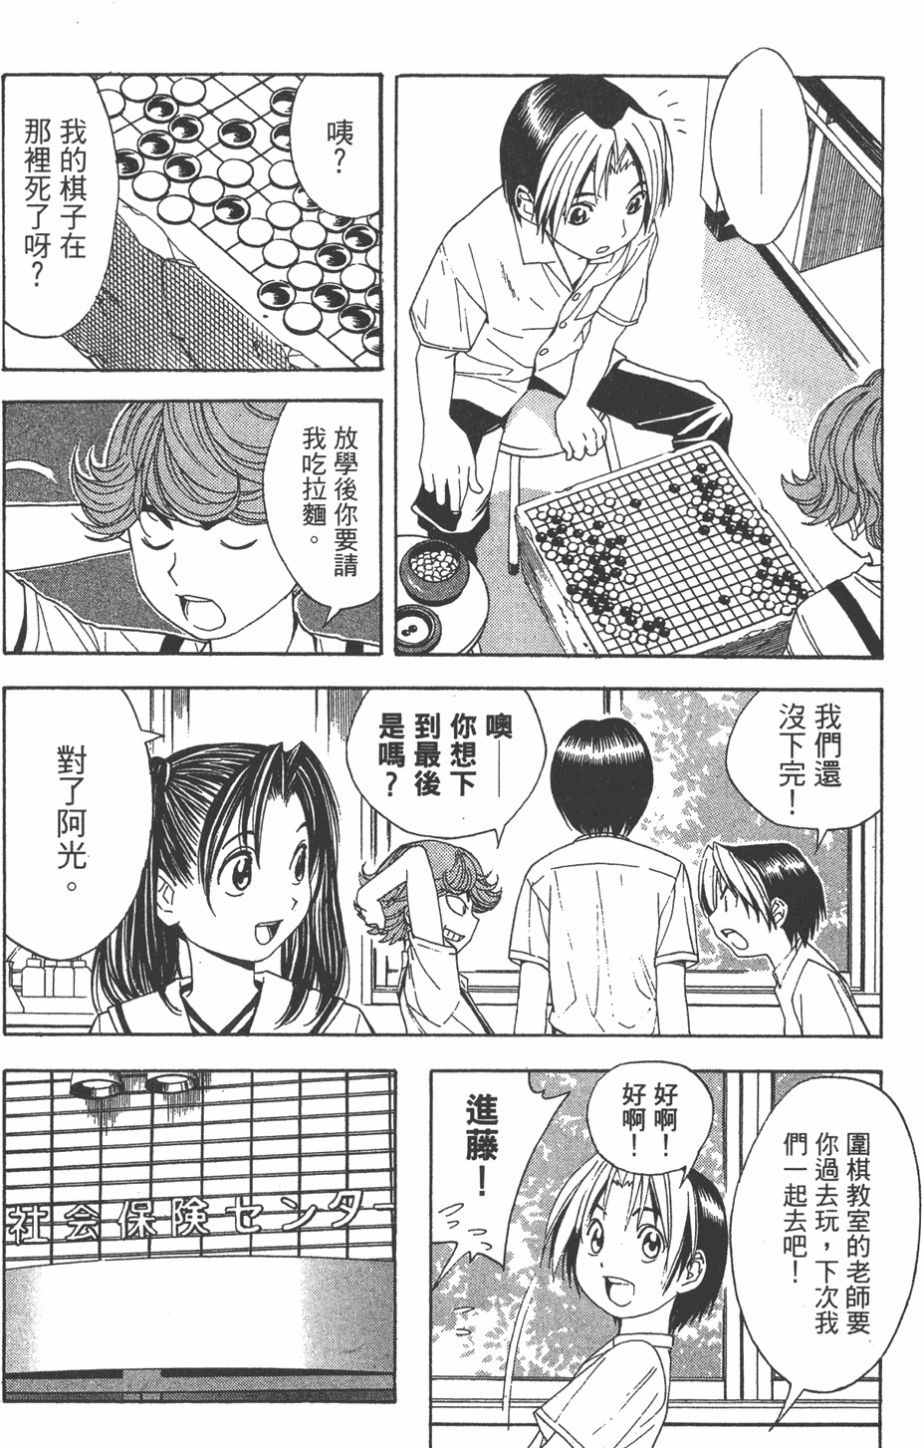 咦？
我的棋子在
那裡死了呀？
放學後你要請
我吃拉麵。
我們還
沒下完！
噢——
你想下
到最後
是嗎？
對了阿光。
圍棋教室的老師要
你過去玩，下次我
們一起去吧！
好啊！
好啊！
進藤！
社会保険センター